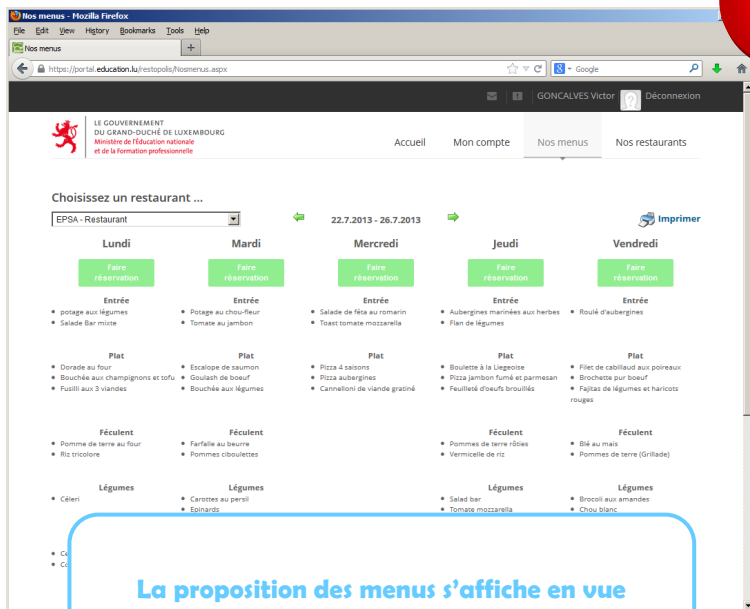 Nos menus - Mozilla Firefox
File Edit View History Bookmarks Tools Help
Nos menus
https://portal.education.lu/restopolis/Nosmenus.aspx
Google
GONCALVES Victor
Déconnexion
LE GOUVERNEMENT
DU GRAND-DUCHÉ DE LUXEMBOURG
Ministère de l'Éducation nationale
et de la Formation professionnelle
Accueil Mon compte Nos menus Nos restaurants
Choisissez un restaurant ...
EPSA - Restaurant
22.7.2013 - 26.7.2013
Imprimer
Lundi Mardi Mercredi Jeudi Vendredi
Faire réservation Faire réservation Faire réservation Faire réservation Faire réservation
Entrée Entrée Entrée Entrée Entrée
potage aux légumes Potage au chou-fleur Salade de féta au romarin Aubergines marinées aux herbes Roulé d'aubergines
Salade Bar mixte Tomate au jambon Toast tomate mozzarella Flan de légumes
Plat Plat Plat Plat Plat
Dorade au four Escalope de saumon Pizza 4 saisons Boulette à la Liegeoise Filet de cabillaud aux poireaux
Bouchée aux champignons et tofu Goulash de boeuf Pizza aubergines Pizza jambon fumé et parmesan Brochette pur boeuf
Fusilli aux 3 viandes Bouchée aux légumes Cannelloni de viande gratiné Feuilleté d'oeufs brouillés Fajitas de légumes et haricots
rouges
Féculent Féculent Féculent Féculent
Pomme de terre au four Farfalle au beurre Pommes de terre rôties Blé au maïs
Riz tricolore Pommes ciboulettes Vermicelle de riz Pommes de terre (Grillade)
Légumes Légumes Légumes Légumes
Céleri Carottes au persil Salad bar Brocoli aux amandes
Epinards Tomate mozzarella Chou blanc
La proposition des menus s'affiche en vue